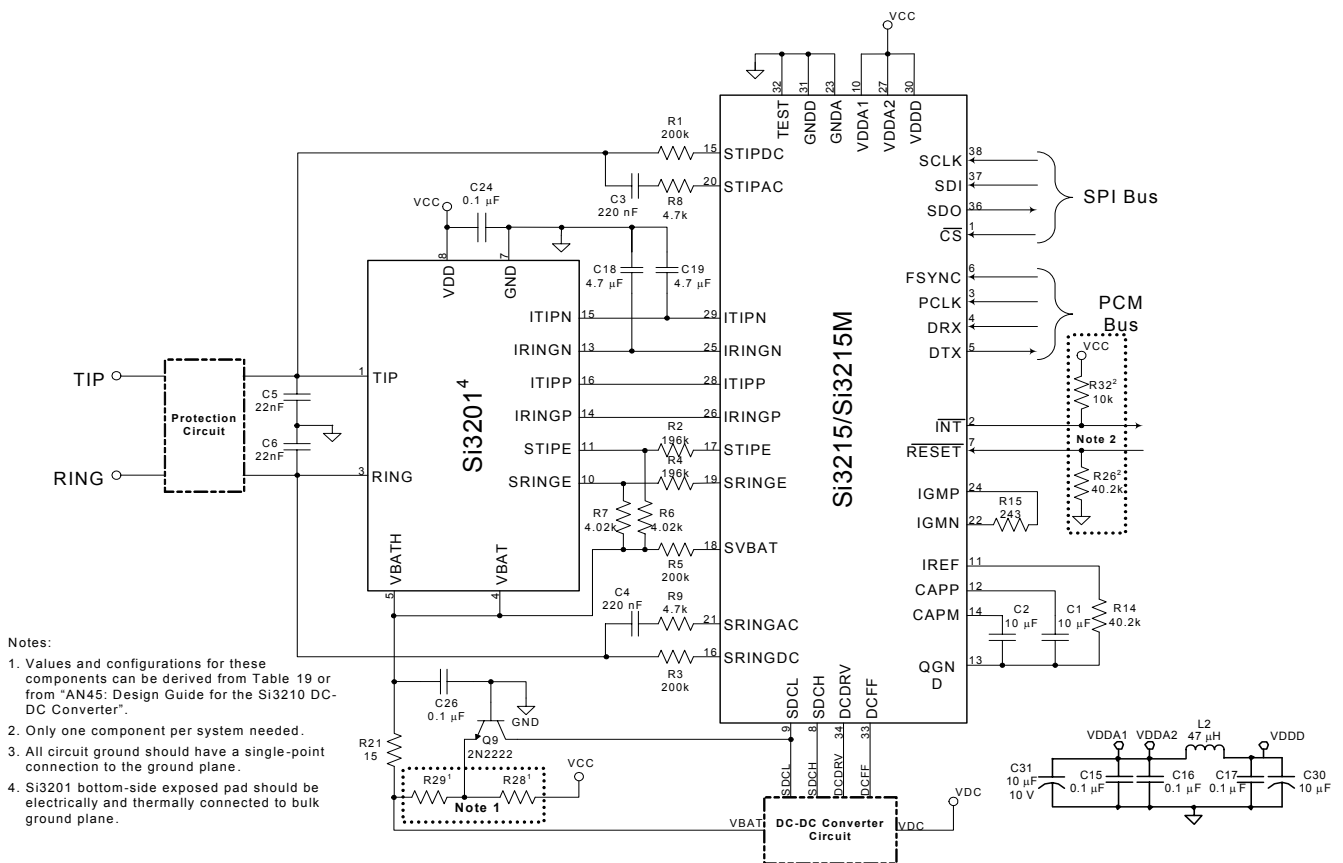 VCC
32
31
23
10
27
30
TEST
GNDD
GNDA
VDDA1
VDDA2
VDDD
R1
200k
15
STIPDC
C3
220 nF
R8
4.7k
20
STIPAC
SCLK
38
SDI
37
SDO
36
CS
1
SPI Bus
C24
0.1 µF
VCC
8
7
VDD
GND
C18
4.7 µF
C19
4.7 µF
FSYNC
6
PCLK
3
DRX
4
DTX
5
PCM
Bus
ITIPN
15
29
ITIPN
IRINGN
13
25
IRINGN
ITIPP
16
28
ITIPP
IRINGP
14
26
IRINGP
STIPE
11
R2
196k
17
STIPE
SRINGE
10
R4
196k
19
SRINGE
R7
4.02k
R6
4.02k
18
SVBAT
R5
200k
TIP
Protection
Circuit
RING
C5
22nF
C6
22nF
1
TIP
3
RING
Si3201⁴
VBATH
VBAT
5
4
Si3215/Si3215M
VCC
R32²
10k
INT
2
Note 2
RESET
7
R26²
40.2k
IGMP
24
IGMN
22
R15
243
IREF
11
CAPP
12
CAPM
14
C2
10 µF
C1
10 µF
R14
40.2k
QGN
D
13
C4
220 nF
R9
4.7k
21
SRINGAC
16
SRINGDC
R3
200k
SDCL
SDCH
DCDRV
DCFF
9
8
34
33
C26
0.1 µF
GND
Q9
2N2222
R21
15
R29¹
R28¹
VCC
Note 1
SDCL
SDCH
DCDRV
DCFF
VBAT
DC-DC Converter
Circuit
VDC
VDC
Notes:
1. Values and configurations for these
components can be derived from Table 19 or
from “AN45: Design Guide for the Si3210 DC-
DC Converter”.
2. Only one component per system needed.
3. All circuit ground should have a single-point
connection to the ground plane.
4. Si3201 bottom-side exposed pad should be
electrically and thermally connected to bulk
ground plane.
L2
47 µH
VDDA1
VDDA2
VDDD
C31
10 µF
10 V
C15
0.1 µF
C16
0.1 µF
C17
0.1 µF
C30
10 µF